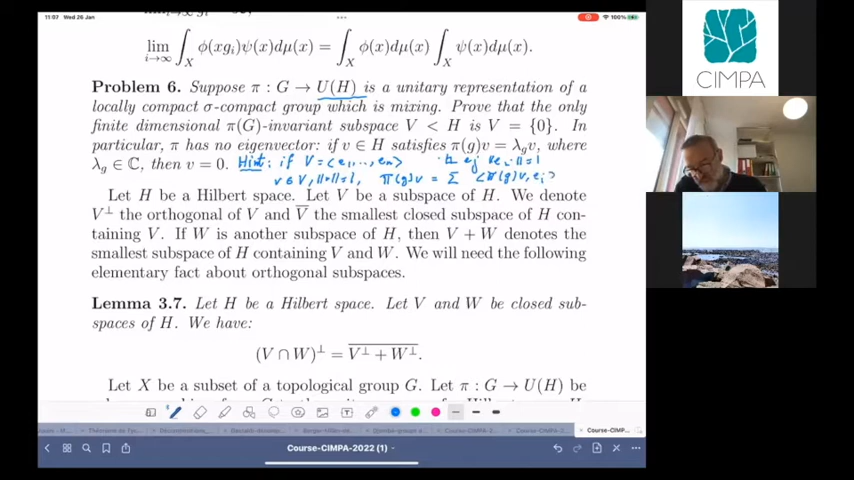 11:07 Wed 26 Jan
100%
lim i→∞ ∫_X ϕ(xg_i)ψ(x)dμ(x) = ∫_X ϕ(x)dμ(x) ∫_X ψ(x)dμ(x).
Problem 6. Suppose π : G → U(H) is a unitary representation of a
locally compact σ-compact group which is mixing. Prove that the only
finite dimensional π(G)-invariant subspace V < H is V = {0}. In
particular, π has no eigenvector: if v ∈ H satisfies π(g)v = λ_g v, where
λ_g ∈ ℂ, then v = 0. Hint: if V = <e_1,..., e_n>
v ∈ V, ||v||=1, π(g)v = Σ <π(g)v, e_i>
Let H be a Hilbert space. Let V be a subspace of H. We denote
V^⊥ the orthogonal of V and V̅ the smallest closed subspace of H con-
taining V. If W is another subspace of H, then V + W denotes the
smallest subspace of H containing V and W. We will need the following
elementary fact about orthogonal subspaces.
Lemma 3.7. Let H be a Hilbert space. Let V and W be closed sub-
spaces of H. We have:
(V ∩ W)^⊥ = \overline{V^⊥ + W^⊥}.
Let X be a subset of a topological group G. Let π : G → U(H) be
Course-CIMPA-2022 (1)
CIMPA